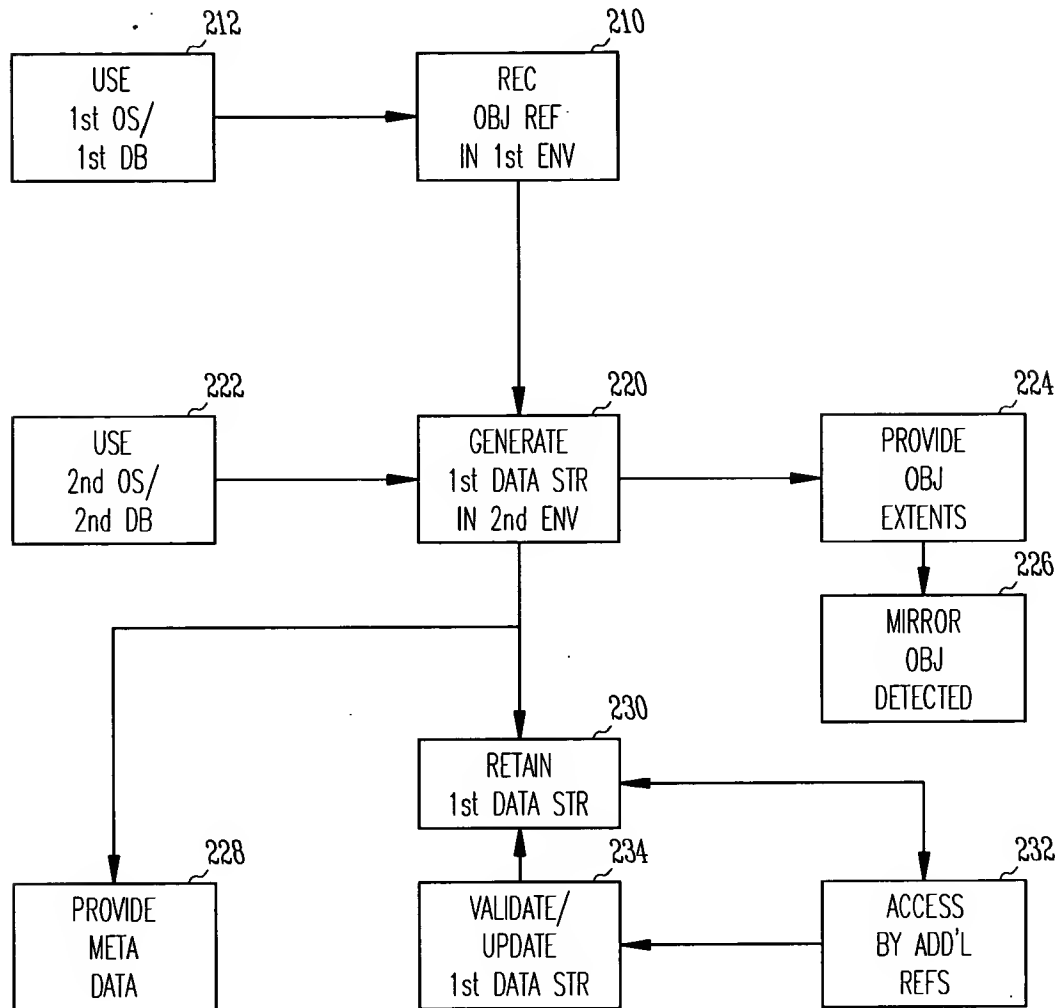 212
USE
1st OS/
1st DB
210
REC
OBJ REF
IN 1st ENV
222
USE
2nd OS/
2nd DB
220
GENERATE
1st DATA STR
IN 2nd ENV
224
PROVIDE
OBJ
EXTENTS
226
MIRROR
OBJ
DETECTED
230
RETAIN
1st DATA STR
228
PROVIDE
META
DATA
234
VALIDATE/
UPDATE
1st DATA STR
232
ACCESS
BY ADD'L
REFS